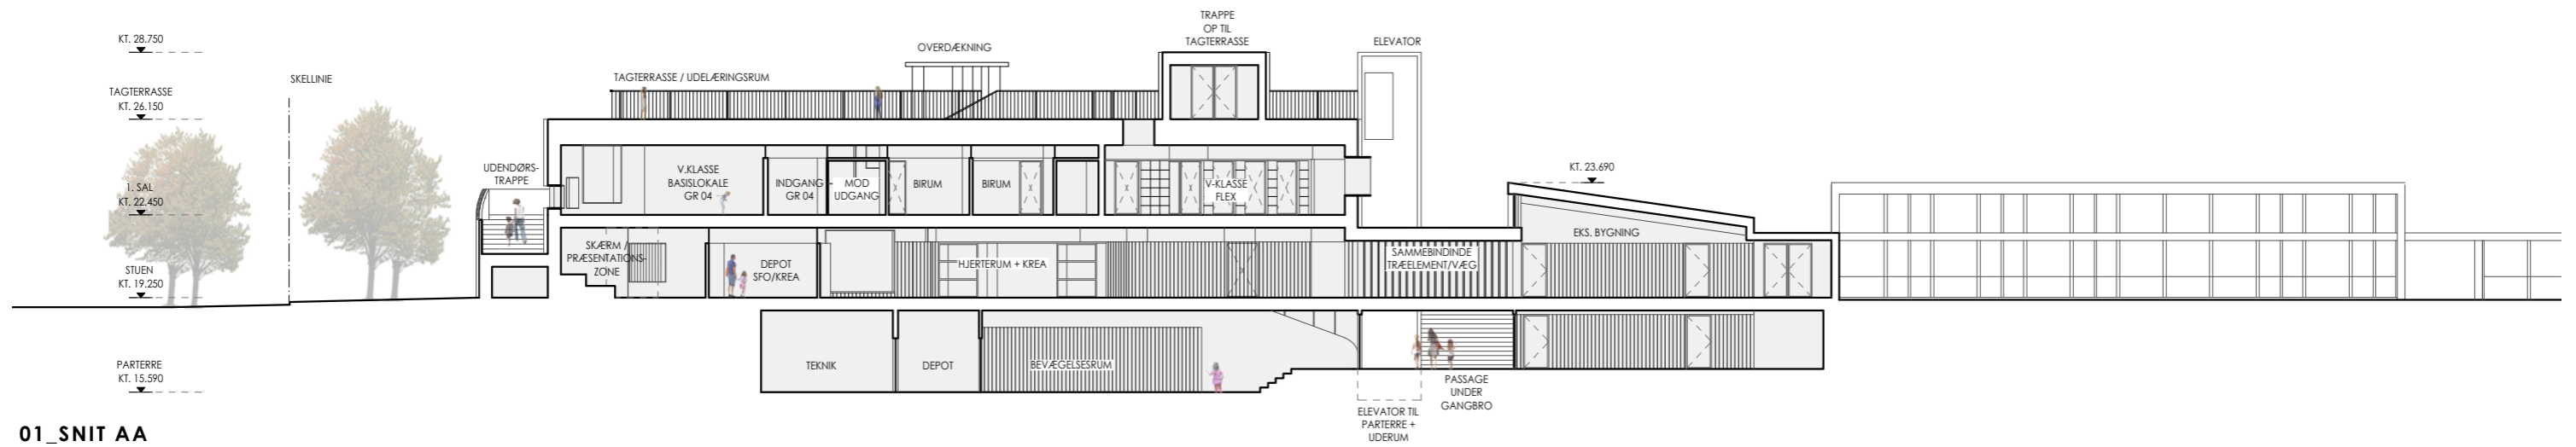 TRAPPE
OP TIL
TAGTERRASSE
KT. 28.750
OVERDÆKNING
ELEVATOR
SKELLINIE
TAGTERRASSE / UDELÆRINGSRUM
TAGTERRASSE
KT. 26.150
UDENDØRS-
TRAPPE
KT. 23.690
1. SAL
KT. 22.450
V.KLASSE
BASISLOKALE
GR 04
INDGANG -
GR 04
MOD
UDGANG
BIRUM
BIRUM
V-KLASSE
FLEX
EKS. BYGNING
STUEN
KT. 19.250
SKÆRM /
PRÆSENTATIONS-
ZONE
DEPOT
SFO/KREA
HJERTERUM + KREA
SAMMEBINDINDE
TRÆELEMENT/VÆG
PARTERRE
KT. 15.590
TEKNIK
DEPOT
BEVÆGELSESRUM
PASSAGE
UNDER
GANGBRO
ELEVATOR TIL
PARTERRE +
UDERUM
01_SNIT AA